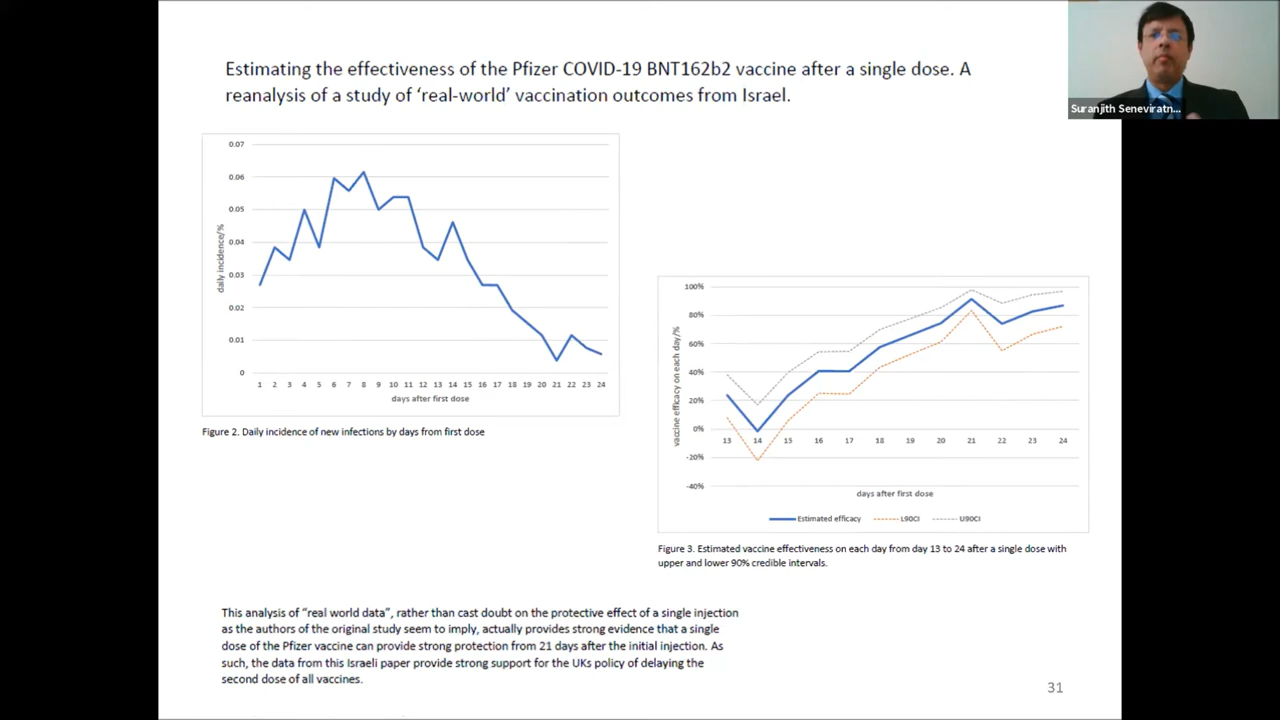 Estimating the effectiveness of the Pfizer COVID-19 BNT162b2 vaccine after a single dose. A
reanalysis of a study of ‘real-world’ vaccination outcomes from Israel.
Suranjith Seneviratn...
0.07
0.06
0.05
0.04
0.03
0.02
0.01
0
daily incidence/%
1 2 3 4 5 6 7 8 9 10 11 12 13 14 15 16 17 18 19 20 21 22 23 24
days after first dose
Figure 2. Daily incidence of new infections by days from first dose
100%
80%
60%
40%
20%
0%
-20%
-40%
vaccine efficacy on each day/%
13 14 15 16 17 18 19 20 21 22 23 24
days after first dose
Estimated efficacy L90CI U90CI
Figure 3. Estimated vaccine effectiveness on each day from day 13 to 24 after a single dose with
upper and lower 90% credible intervals.
This analysis of “real world data”, rather than cast doubt on the protective effect of a single injection
as the authors of the original study seem to imply, actually provides strong evidence that a single
dose of the Pfizer vaccine can provide strong protection from 21 days after the initial injection. As
such, the data from this Israeli paper provide strong support for the UKs policy of delaying the
second dose of all vaccines.
31